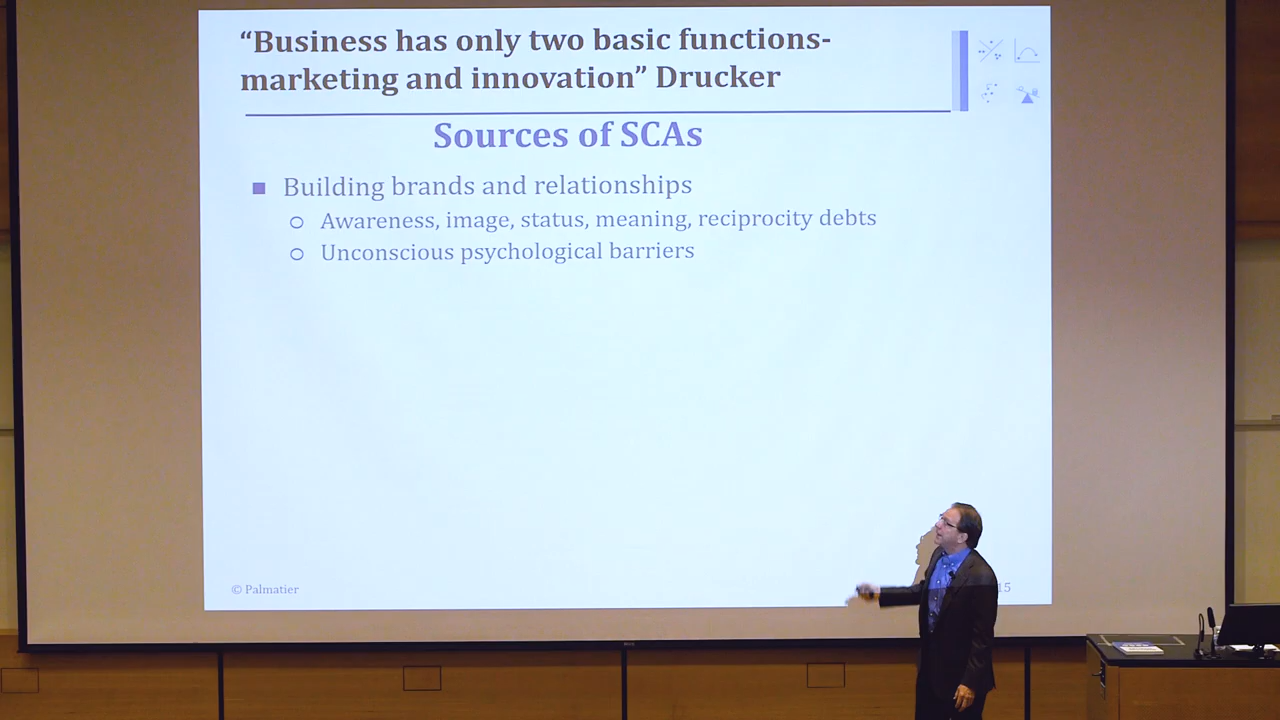 “Business has only two basic functions-
marketing and innovation” Drucker
Sources of SCAs
Building brands and relationships
Awareness, image, status, meaning, reciprocity debts
Unconscious psychological barriers
© Palmatier
15